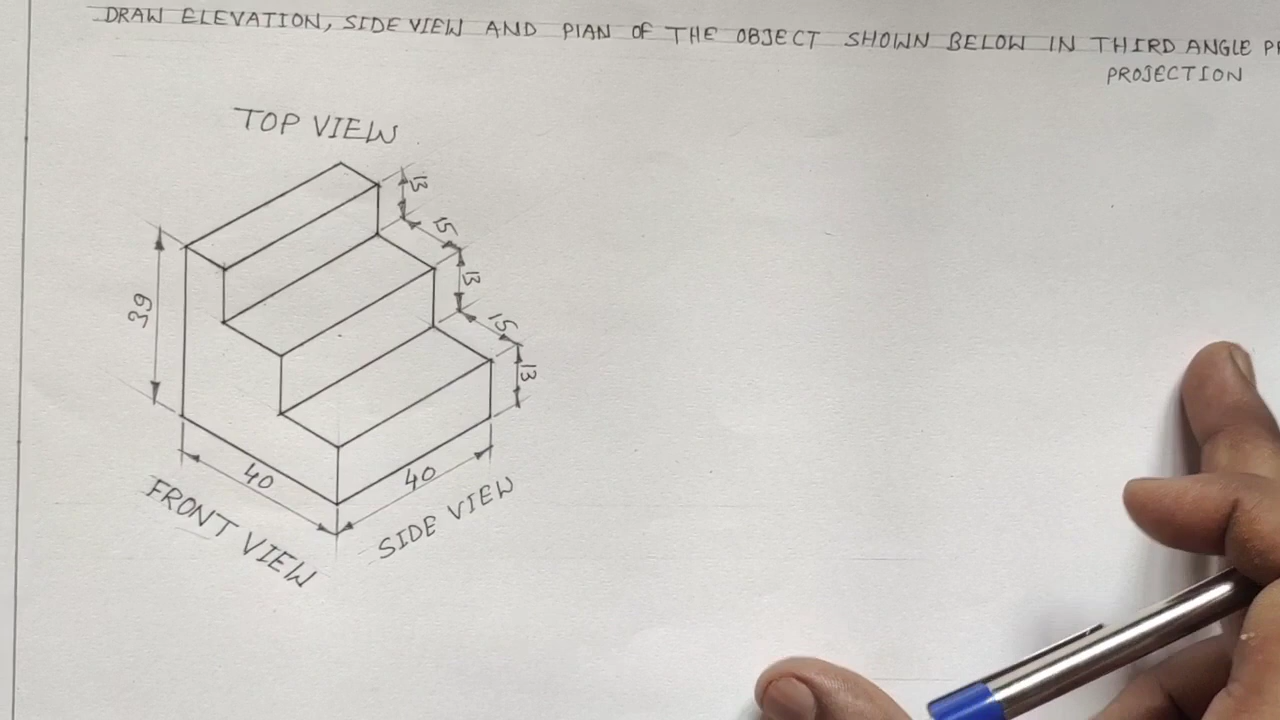 DRAW ELEVATION, SIDE VIEW AND PLAN OF THE OBJECT SHOWN BELOW IN THIRD ANGLE
PROJECTION
TOP VIEW
13
15
13
39
15
13
40
40
FRONT VIEW
SIDE VIEW